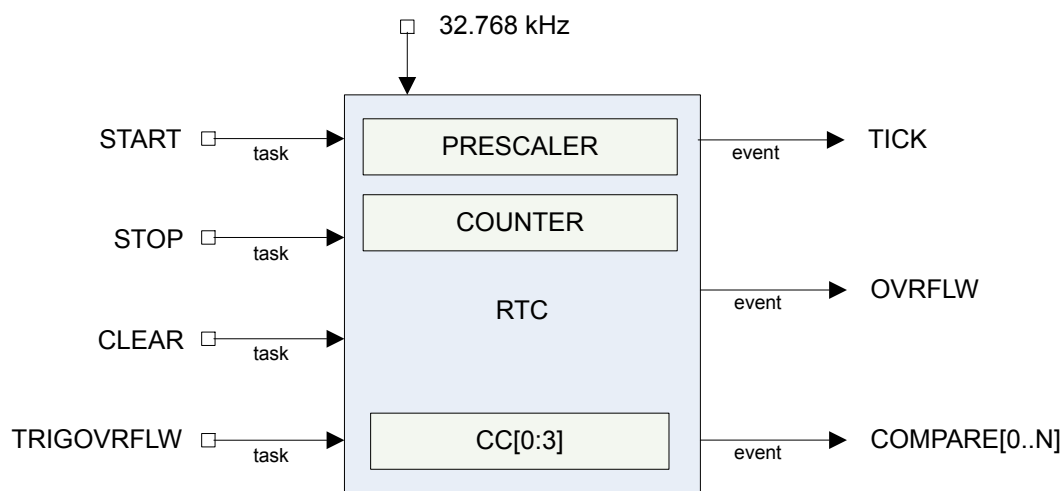 32.768 kHz
START
task
PRESCALER
event
TICK
STOP
task
COUNTER
RTC
event
OVRFLW
CLEAR
task
TRIGOVRFLW
task
CC[0:3]
event
COMPARE[0..N]